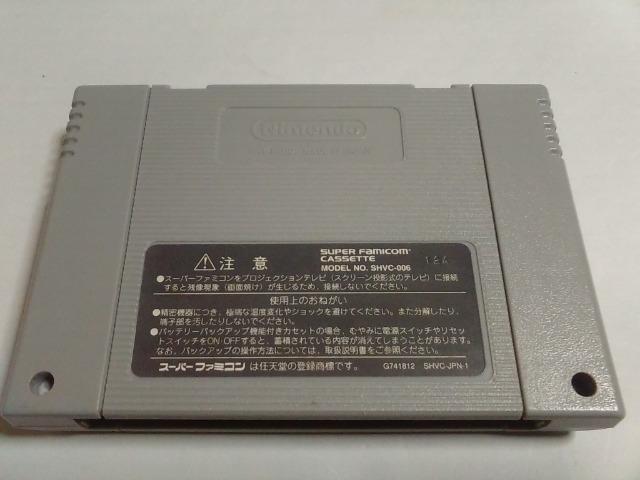 Nintendo
⚠注意
SUPER FAMICOM
CASSETTE
MODEL NO. SHVC-006
●スーパーファミコンをプロジェクションテレビ（スクリーン投影式のテレビ）に接続
すると残像現象（画面焼け）が生じるため、接続しないでください。
使用上のおねがい
●精密機器につき、極端な温度変化やショックを避けてください。また分解したり、
端子部を汚したりしないでください。
●バッテリーバックアップ機能付きカセットの場合、むやみに電源スイッチやリセッ
トスイッチをON/OFFすると、蓄積されている内容が消えてしまうことがあります。
なお、バックアップの操作方法については、取扱説明書をご参照ください。
スーパーファミコン は任天堂の登録商標です。
G741812 SHVC-JPN-1